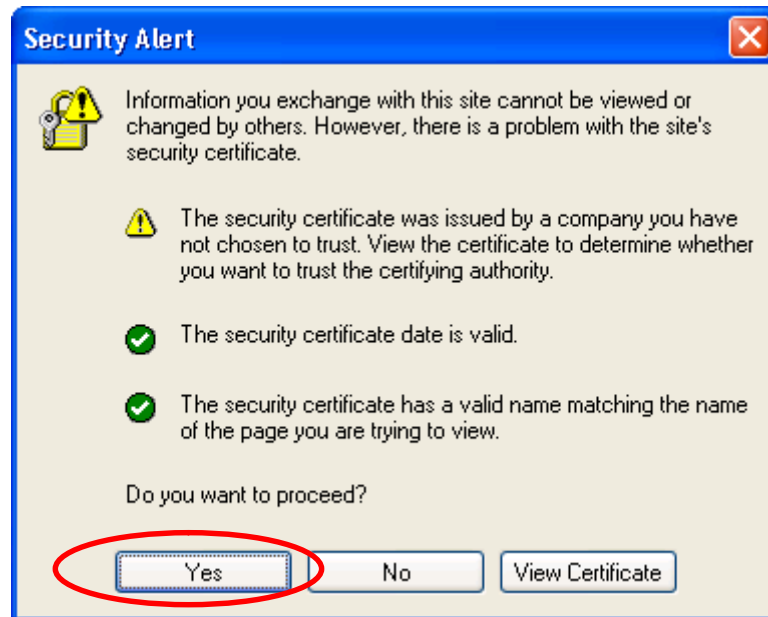 Security Alert
Information you exchange with this site cannot be viewed or
changed by others. However, there is a problem with the site's
security certificate.
The security certificate was issued by a company you have
not chosen to trust. View the certificate to determine whether
you want to trust the certifying authority.
The security certificate date is valid.
The security certificate has a valid name matching the name
of the page you are trying to view.
Do you want to proceed?
Yes No View Certificate